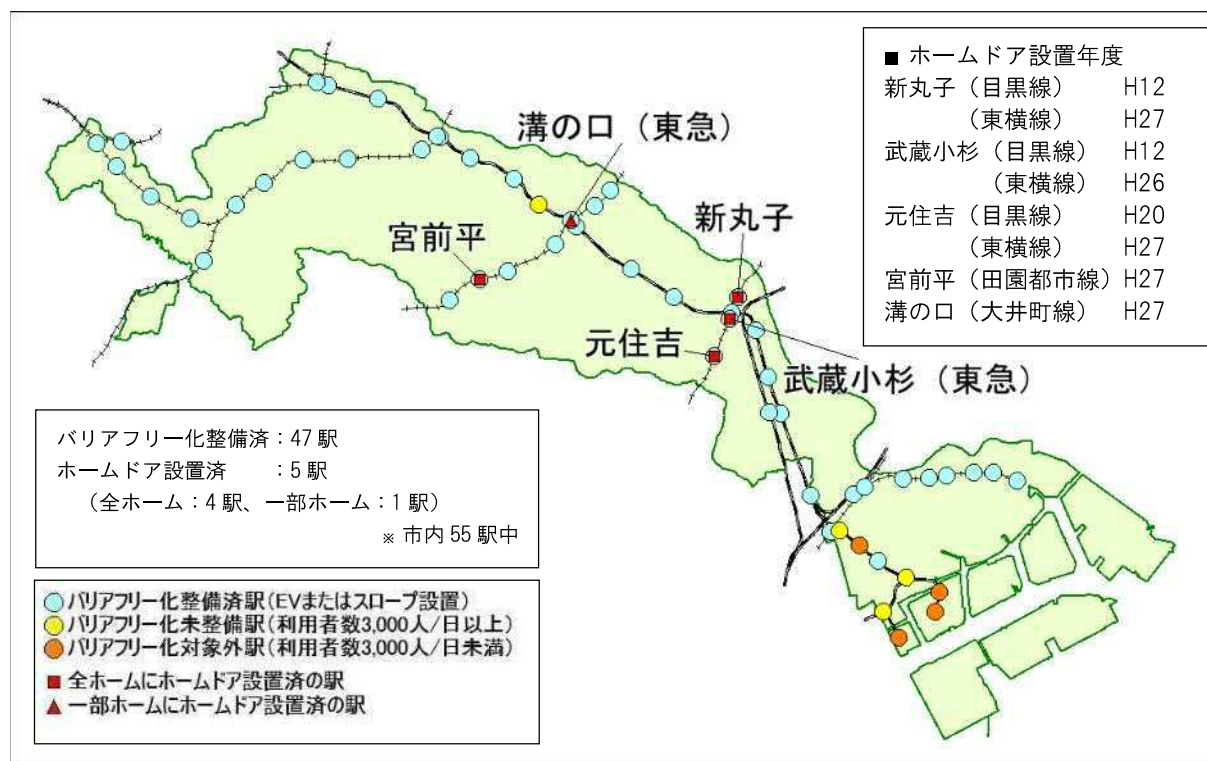 ■ ホームドア設置年度
新丸子（目黒線） H12
（東横線） H27
武蔵小杉（目黒線） H12
（東横線） H26
元住吉（目黒線） H20
（東横線） H27
宮前平（田園都市線） H27
溝の口（大井町線） H27
溝の口（東急）
新丸子
宮前平
元住吉
武蔵小杉（東急）
バリアフリー化整備済：47駅
ホームドア設置済 ：5駅
（全ホーム：4駅、一部ホーム：1駅）
※ 市内55駅中
バリアフリー化整備済駅(EVまたはスロープ設置)
バリアフリー化未整備駅(利用者数3,000人/日以上)
バリアフリー化対象外駅(利用者数3,000人/日未満)
全ホームにホームドア設置済の駅
一部ホームにホームドア設置済の駅